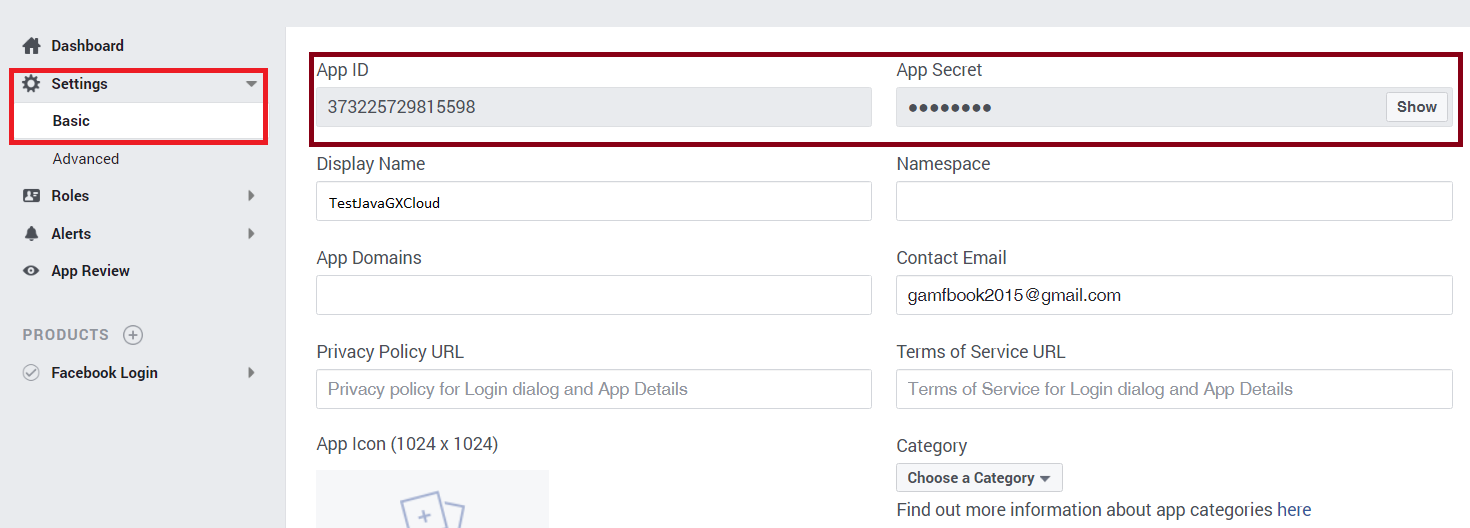 Dashboard
Settings
Basic
Advanced
Roles
Alerts
App Review
PRODUCTS
Facebook Login
App ID
373225729815598
App Secret
●●●●●●●●
Show
Display Name
TestJavaGXCloud
Namespace
App Domains
Contact Email
gamfbook2015@gmail.com
Privacy Policy URL
Privacy policy for Login dialog and App Details
Terms of Service URL
Terms of Service for Login dialog and App Details
App Icon (1024 x 1024)
Category
Choose a Category
Find out more information about app categories here